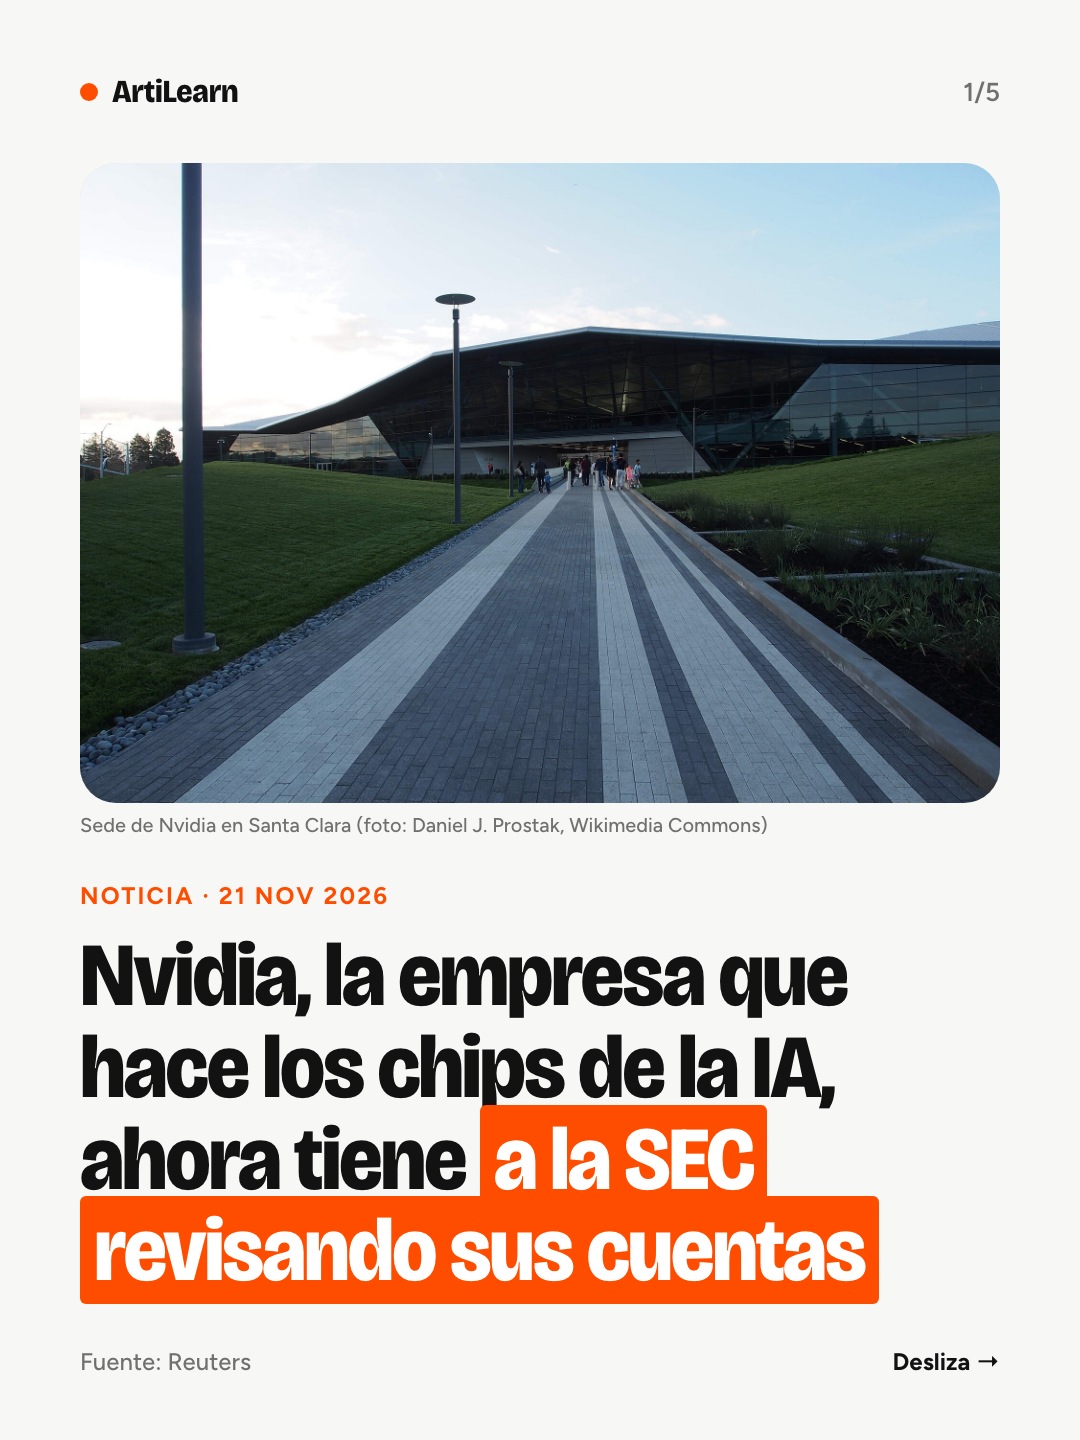 ArtiLearn
1/5
Sede de Nvidia en Santa Clara (foto: Daniel J. Prostak, Wikimedia Commons)
NOTICIA · 21 NOV 2026
Nvidia, la empresa que
hace los chips de la IA,
ahora tiene a la SEC
revisando sus cuentas
Fuente: Reuters
Desliza →